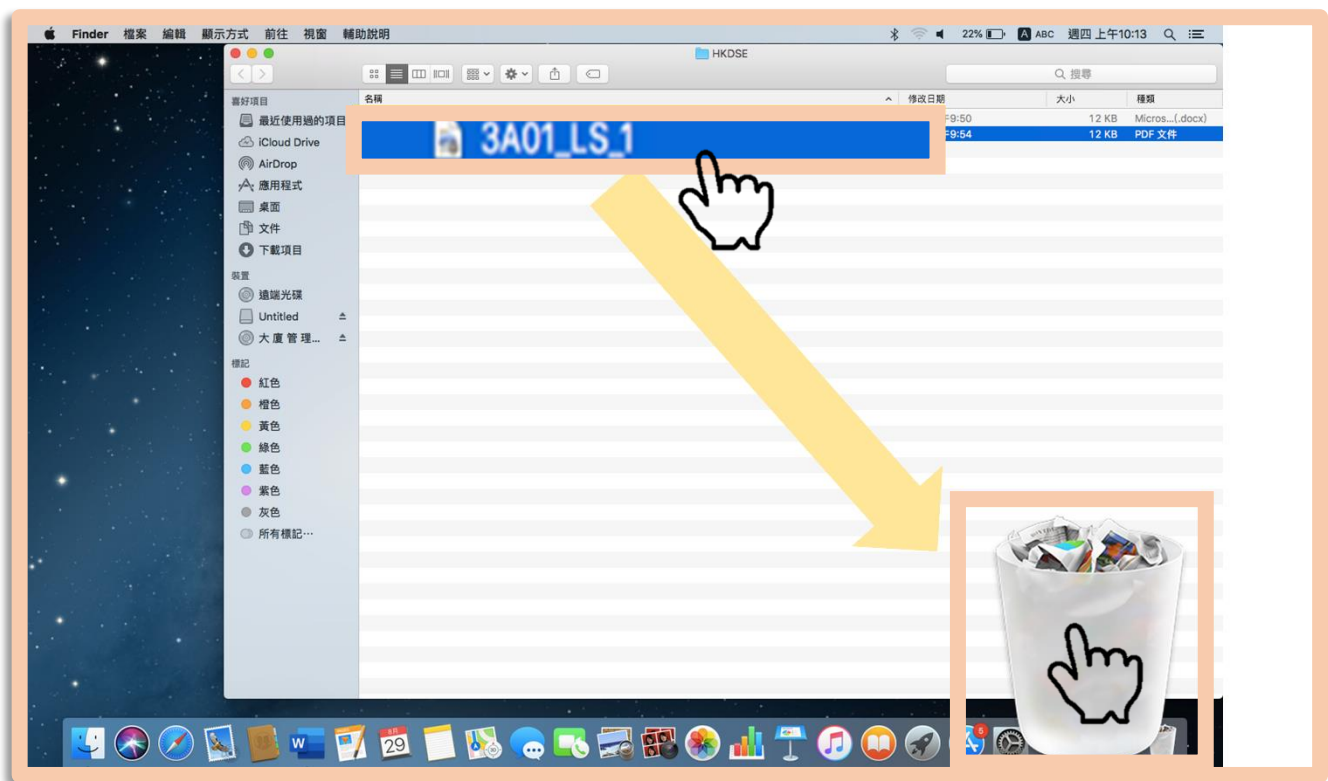 Finder 檔案 編輯 顯示方式 前往 視窗 輔助說明 22% A ABC 週四 上午10:13
HKDSE
搜尋
喜好項目 名稱 修改日期 大小 種類
最近使用過的項目 9:50 12 KB Micros...(.docx)
iCloud Drive 3A01_LS_1 9:54 12 KB PDF 文件
AirDrop
應用程式
桌面
文件
下載項目
裝置
遠端光碟
Untitled
大廈管理...
標記
紅色
橙色
黃色
綠色
藍色
紫色
灰色
所有標記⋯
W 8月 29 6